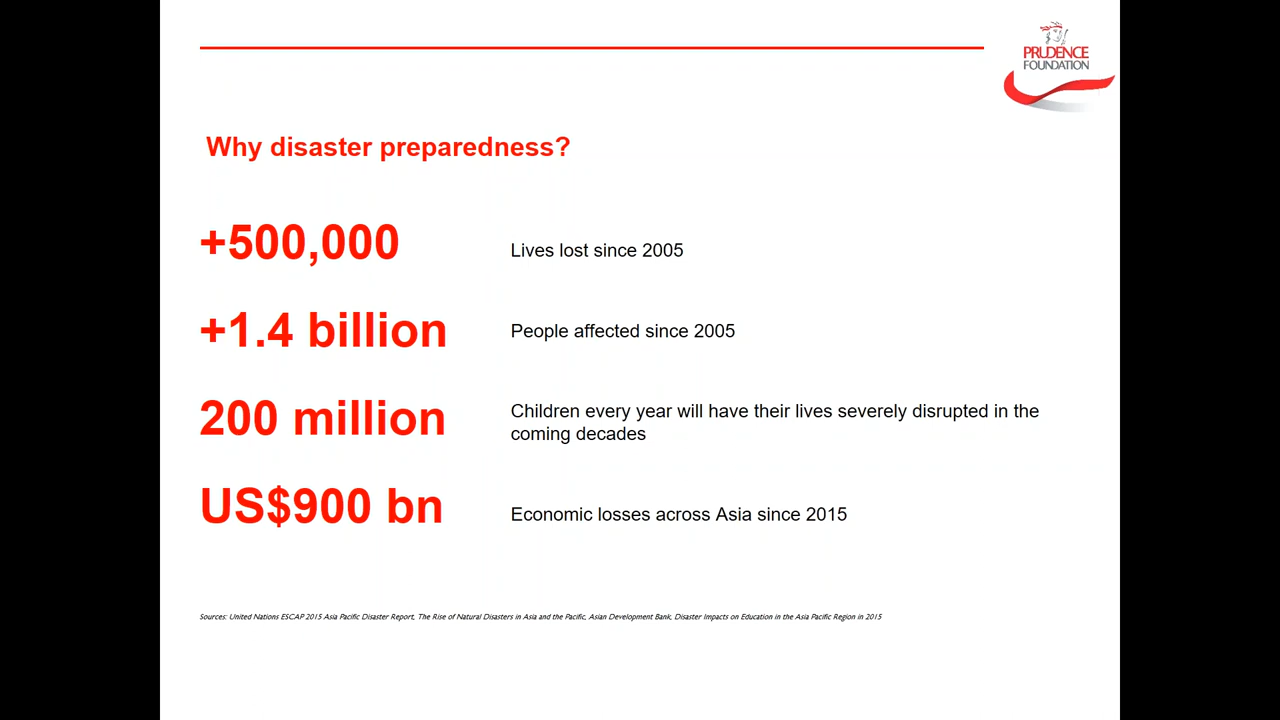 PRUDENCE
FOUNDATION
Why disaster preparedness?
+500,000
Lives lost since 2005
+1.4 billion
People affected since 2005
200 million
Children every year will have their lives severely disrupted in the
coming decades
US$900 bn
Economic losses across Asia since 2015
Sources: United Nations ESCAP 2015 Asia Pacific Disaster Report, The Rise of Natural Disasters in Asia and the Pacific, Asian Development Bank, Disaster Impacts on Education in the Asia Pacific Region in 2015